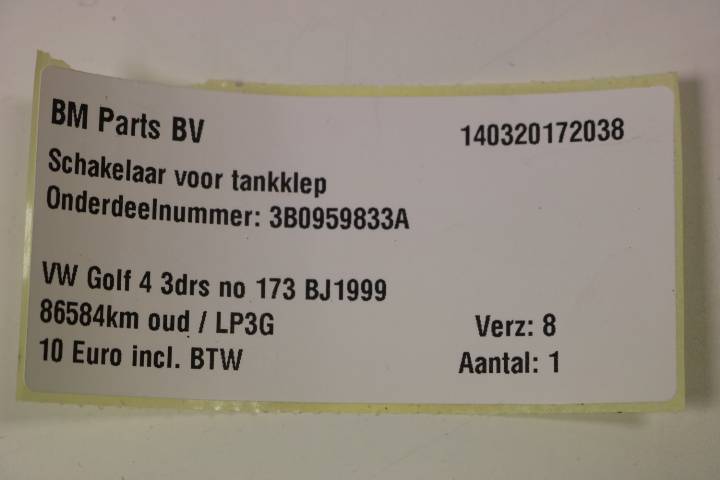 BM Parts BV
140320172038
Schakelaar voor tankklep
Onderdeelnummer: 3B0959833A
VW Golf 4 3drs no 173 BJ1999
86584km oud / LP3G
Verz: 8
10 Euro incl. BTW
Aantal: 1